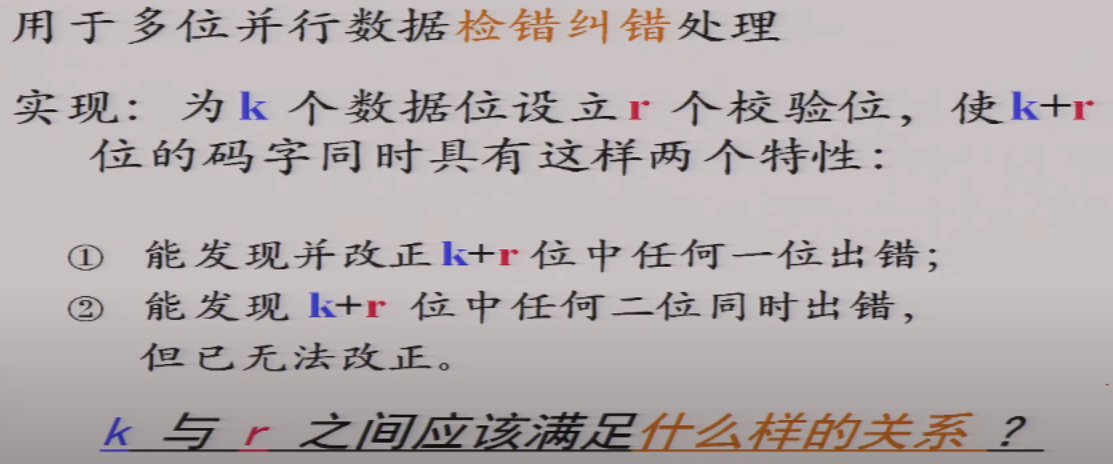 用于多位并行数据检错纠错处理
实现: 为k 个数据位设立r 个校验位, 使k+r
位的码字同时具有这样两个特性:
① 能发现并改正k+r 位中任何一位出错;
② 能发现 k+r 位中任何二位同时出错,
但已无法改正。
k 与 r 之间应该满足什么样的关系 ?